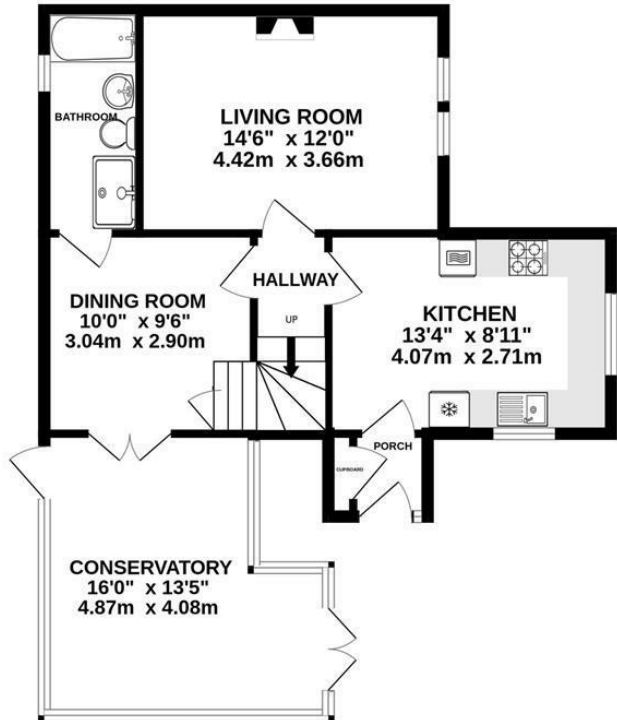 BATHROOM
LIVING ROOM
14'6" x 12'0"
4.42m x 3.66m
HALLWAY
UP
DINING ROOM
10'0" x 9'6"
3.04m x 2.90m
KITCHEN
13'4" x 8'11"
4.07m x 2.71m
PORCH
CUPBOARD
CONSERVATORY
16'0" x 13'5"
4.87m x 4.08m